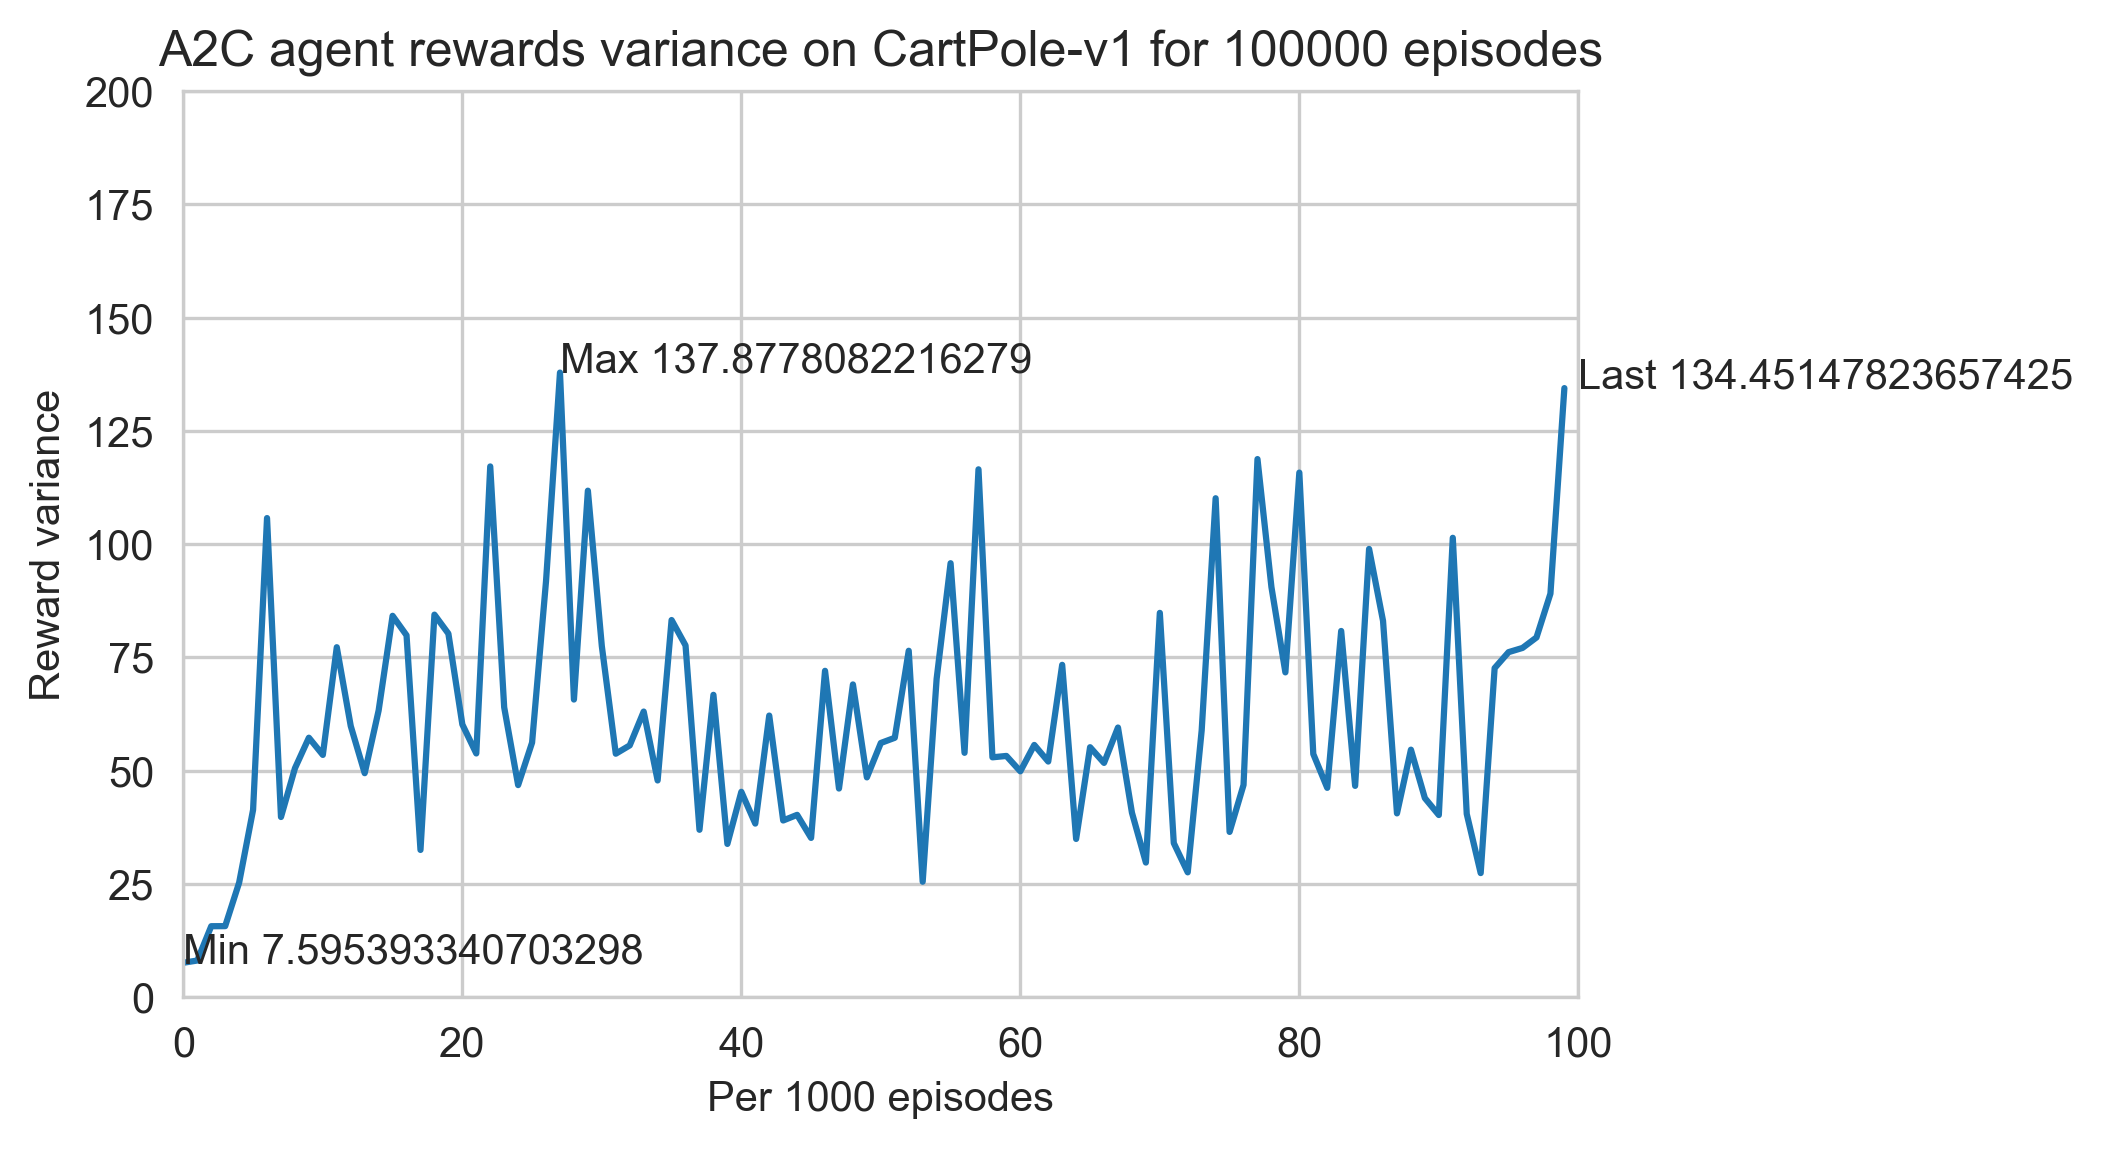 A2C agent rewards variance on CartPole-v1 for 100000 episodes
200
175
150
125
100
75
50
25
0
Reward variance
Max 137.8778082216279
Last 134.45147823657425
Min 7.595393340703298
0 20 40 60 80 100
Per 1000 episodes